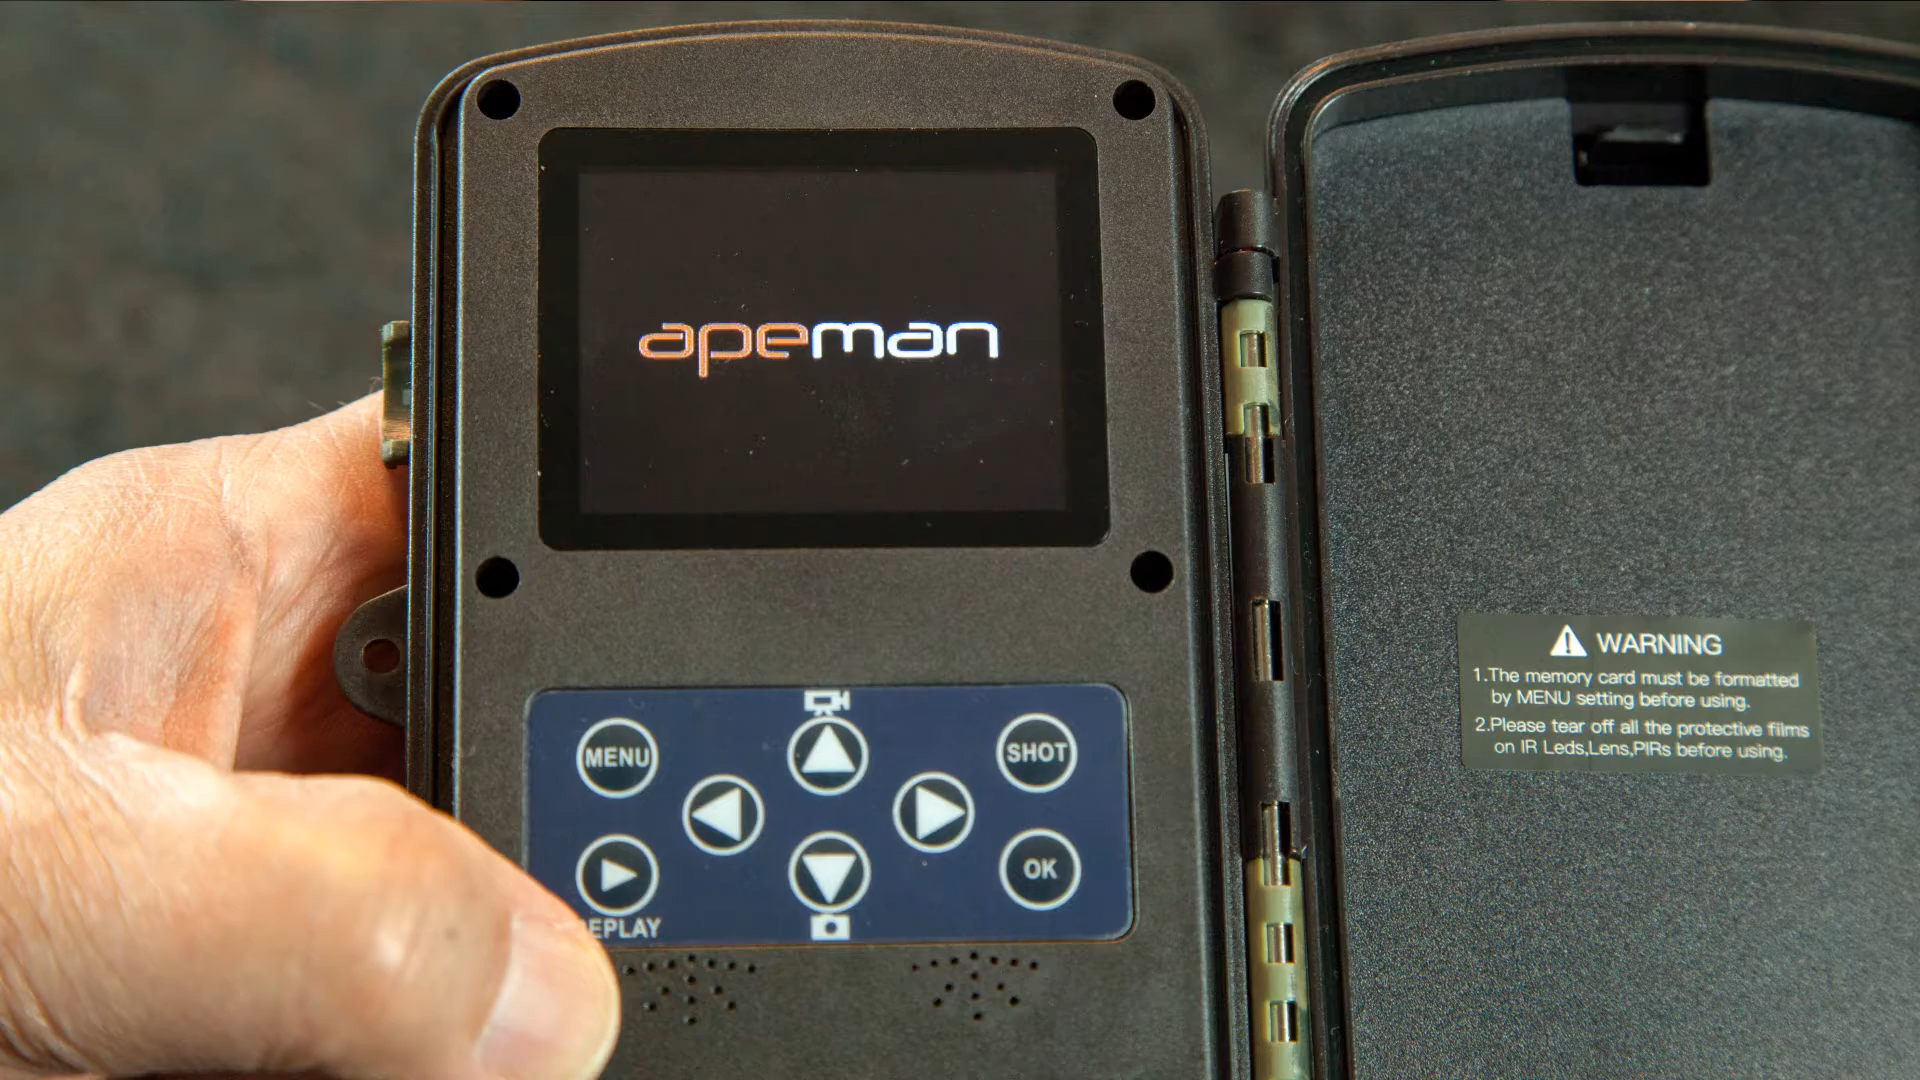 apeman
MENU
SHOT
OK
EPLAY
WARNING
1.The memory card must be formatted
by MENU setting before using.
2.Please tear off all the protective films
on IR Leds,Lens,PIRs before using.